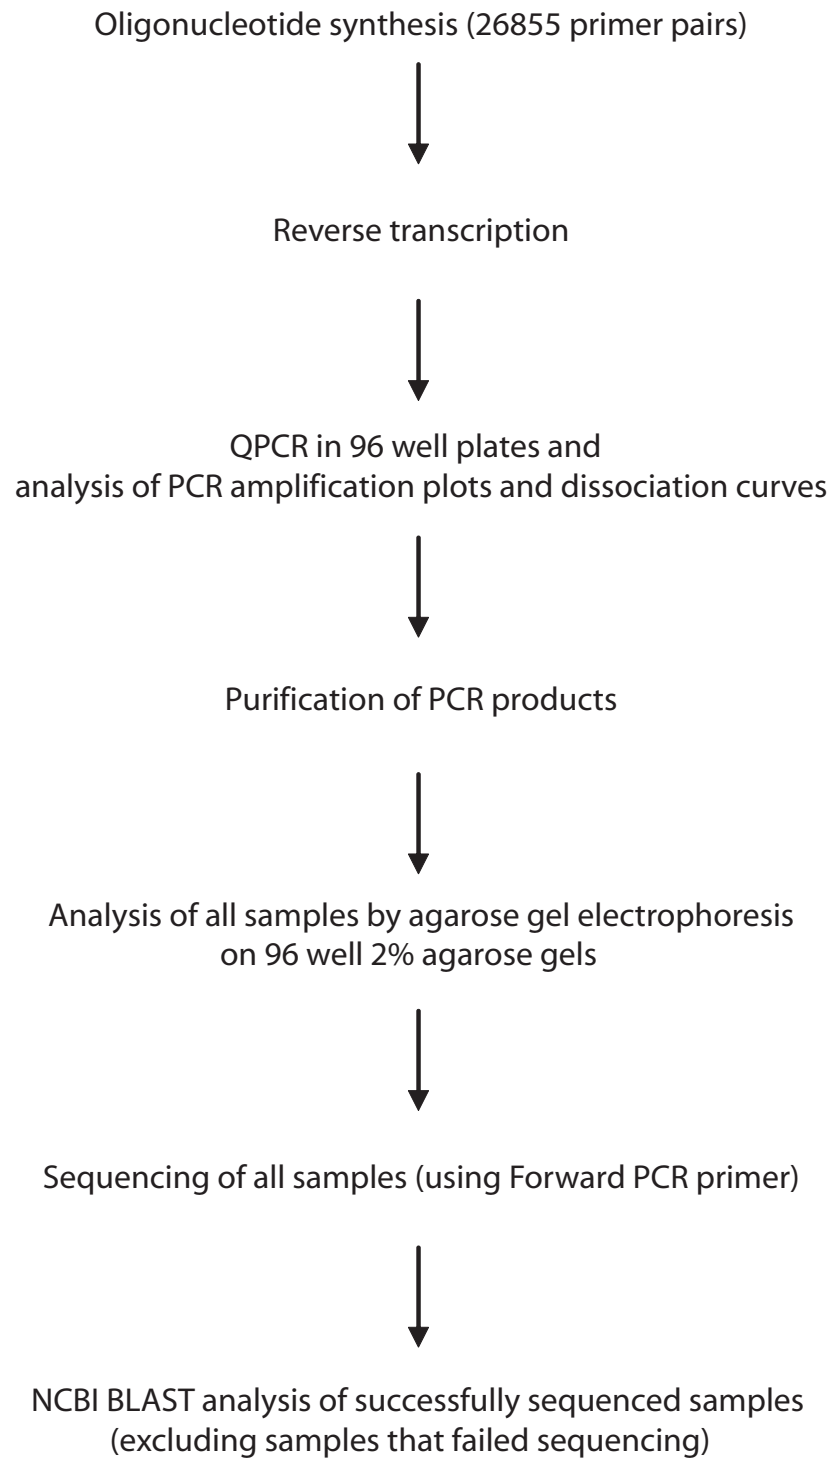 Oligonucleotide synthesis (26855 primer pairs)
Reverse transcription
QPCR in 96 well plates and
analysis of PCR amplification plots and dissociation curves
Purification of PCR products
Analysis of all samples by agarose gel electrophoresis
on 96 well 2% agarose gels
Sequencing of all samples (using Forward PCR primer)
NCBI BLAST analysis of successfully sequenced samples
(excluding samples that failed sequencing)